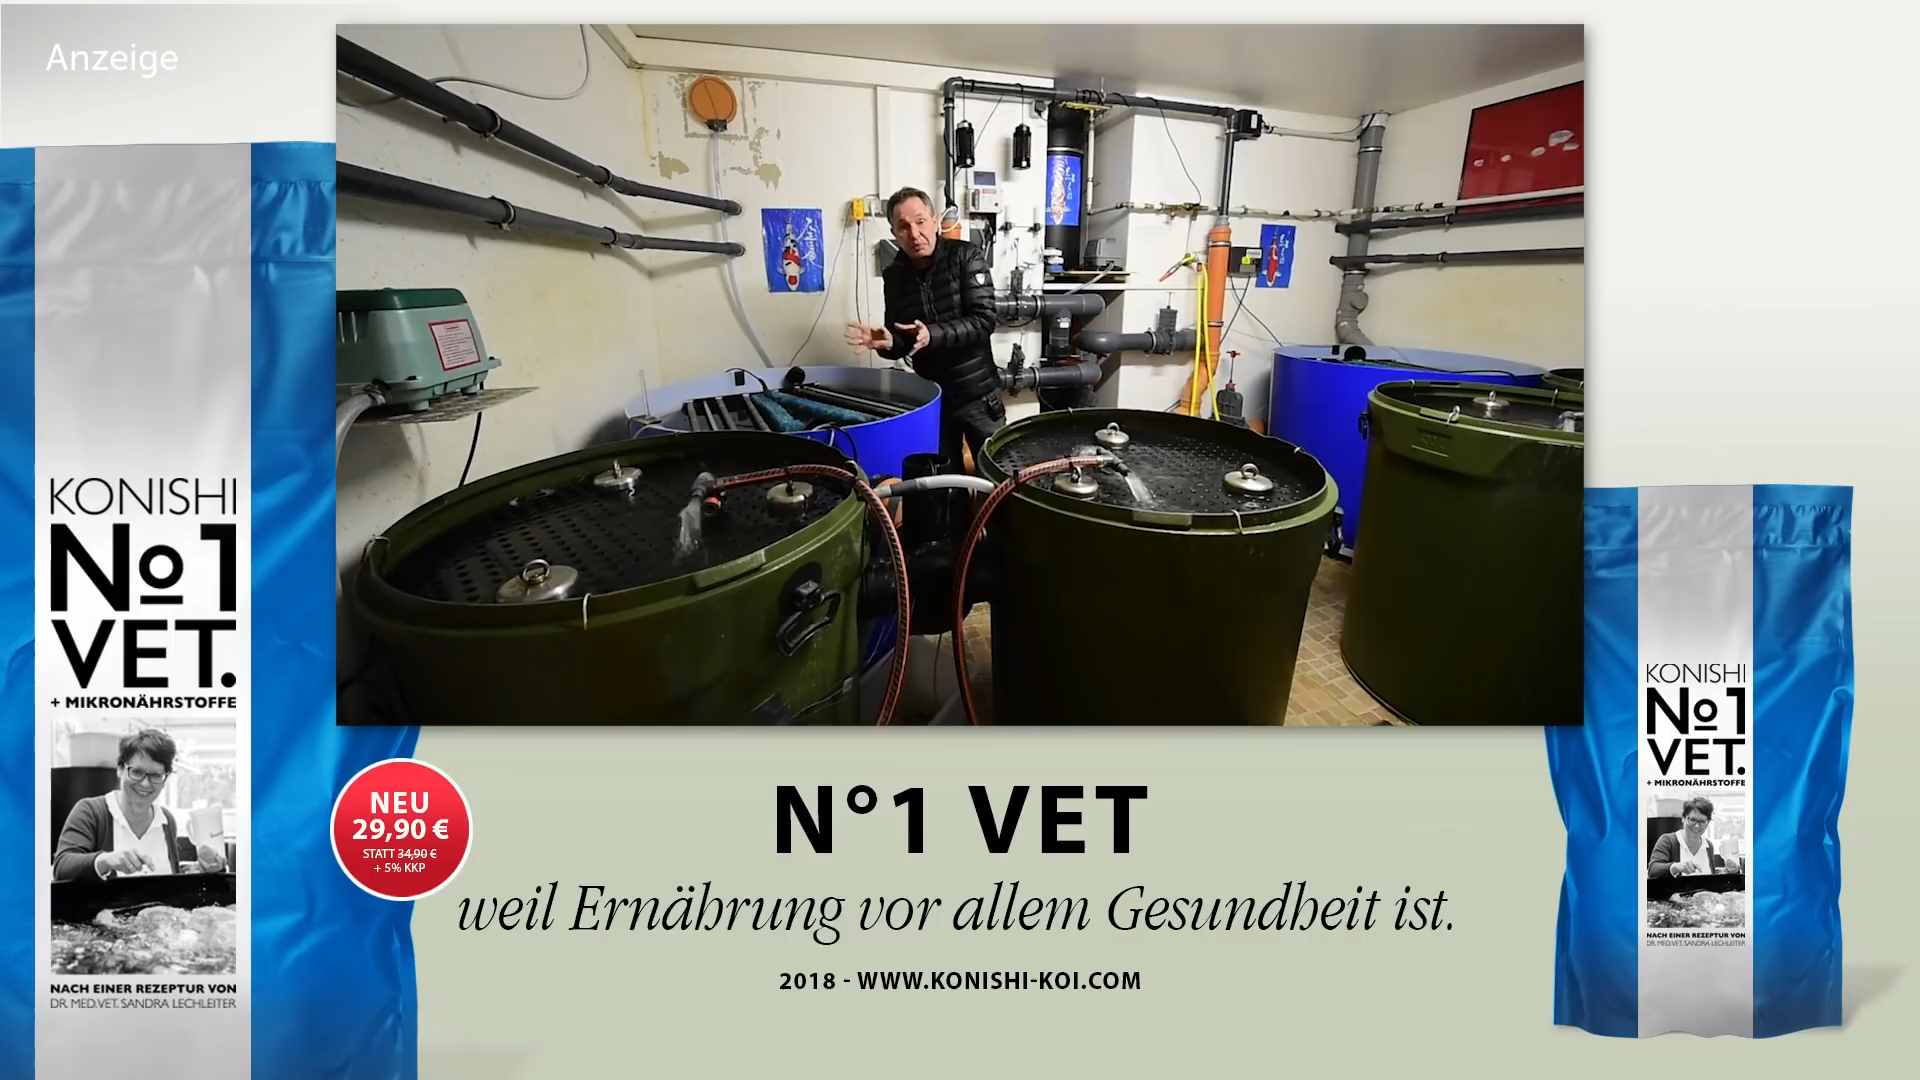 Anzeige
KONISHI
No1
VET.
+ MIKRONÄHRSTOFFE
NACH EINER REZEPTUR VON
DR. MED.VET. SANDRA LECHLEITER
NEU
29,90 €
STATT 34,90 €
+ 5% KKP
N°1 VET
weil Ernährung vor allem Gesundheit ist.
2018 - WWW.KONISHI-KOI.COM
KONISHI
No1
VET.
+ MIKRONÄHRSTOFFE
NACH EINER REZEPTUR VON
DR. MED.VET. SANDRA LECHLEITER